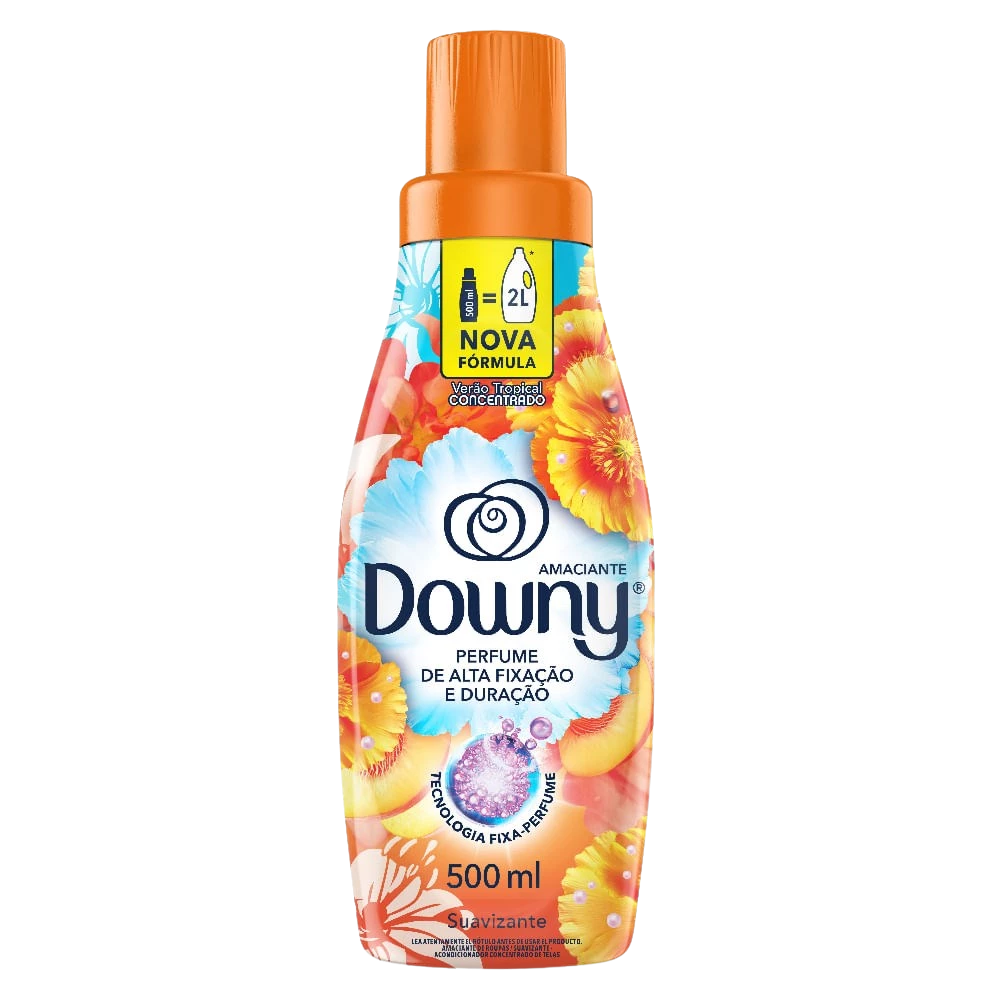 500 ml = 2L*
NOVA
FÓRMULA
Verão Tropical
CONCENTRADO
AMACIANTE
Downy®
PERFUME
DE ALTA FIXAÇÃO
E DURAÇÃO
TECNOLOGIA FIXA-PERFUME
500 ml
Suavizante
LEA ATENTAMENTE EL RÓTULO ANTES DE USAR EL PRODUCTO.
AMACIANTE DE ROUPAS / SUAVIZANTE -
ACONDICIONADOR CONCENTRADO DE TELAS